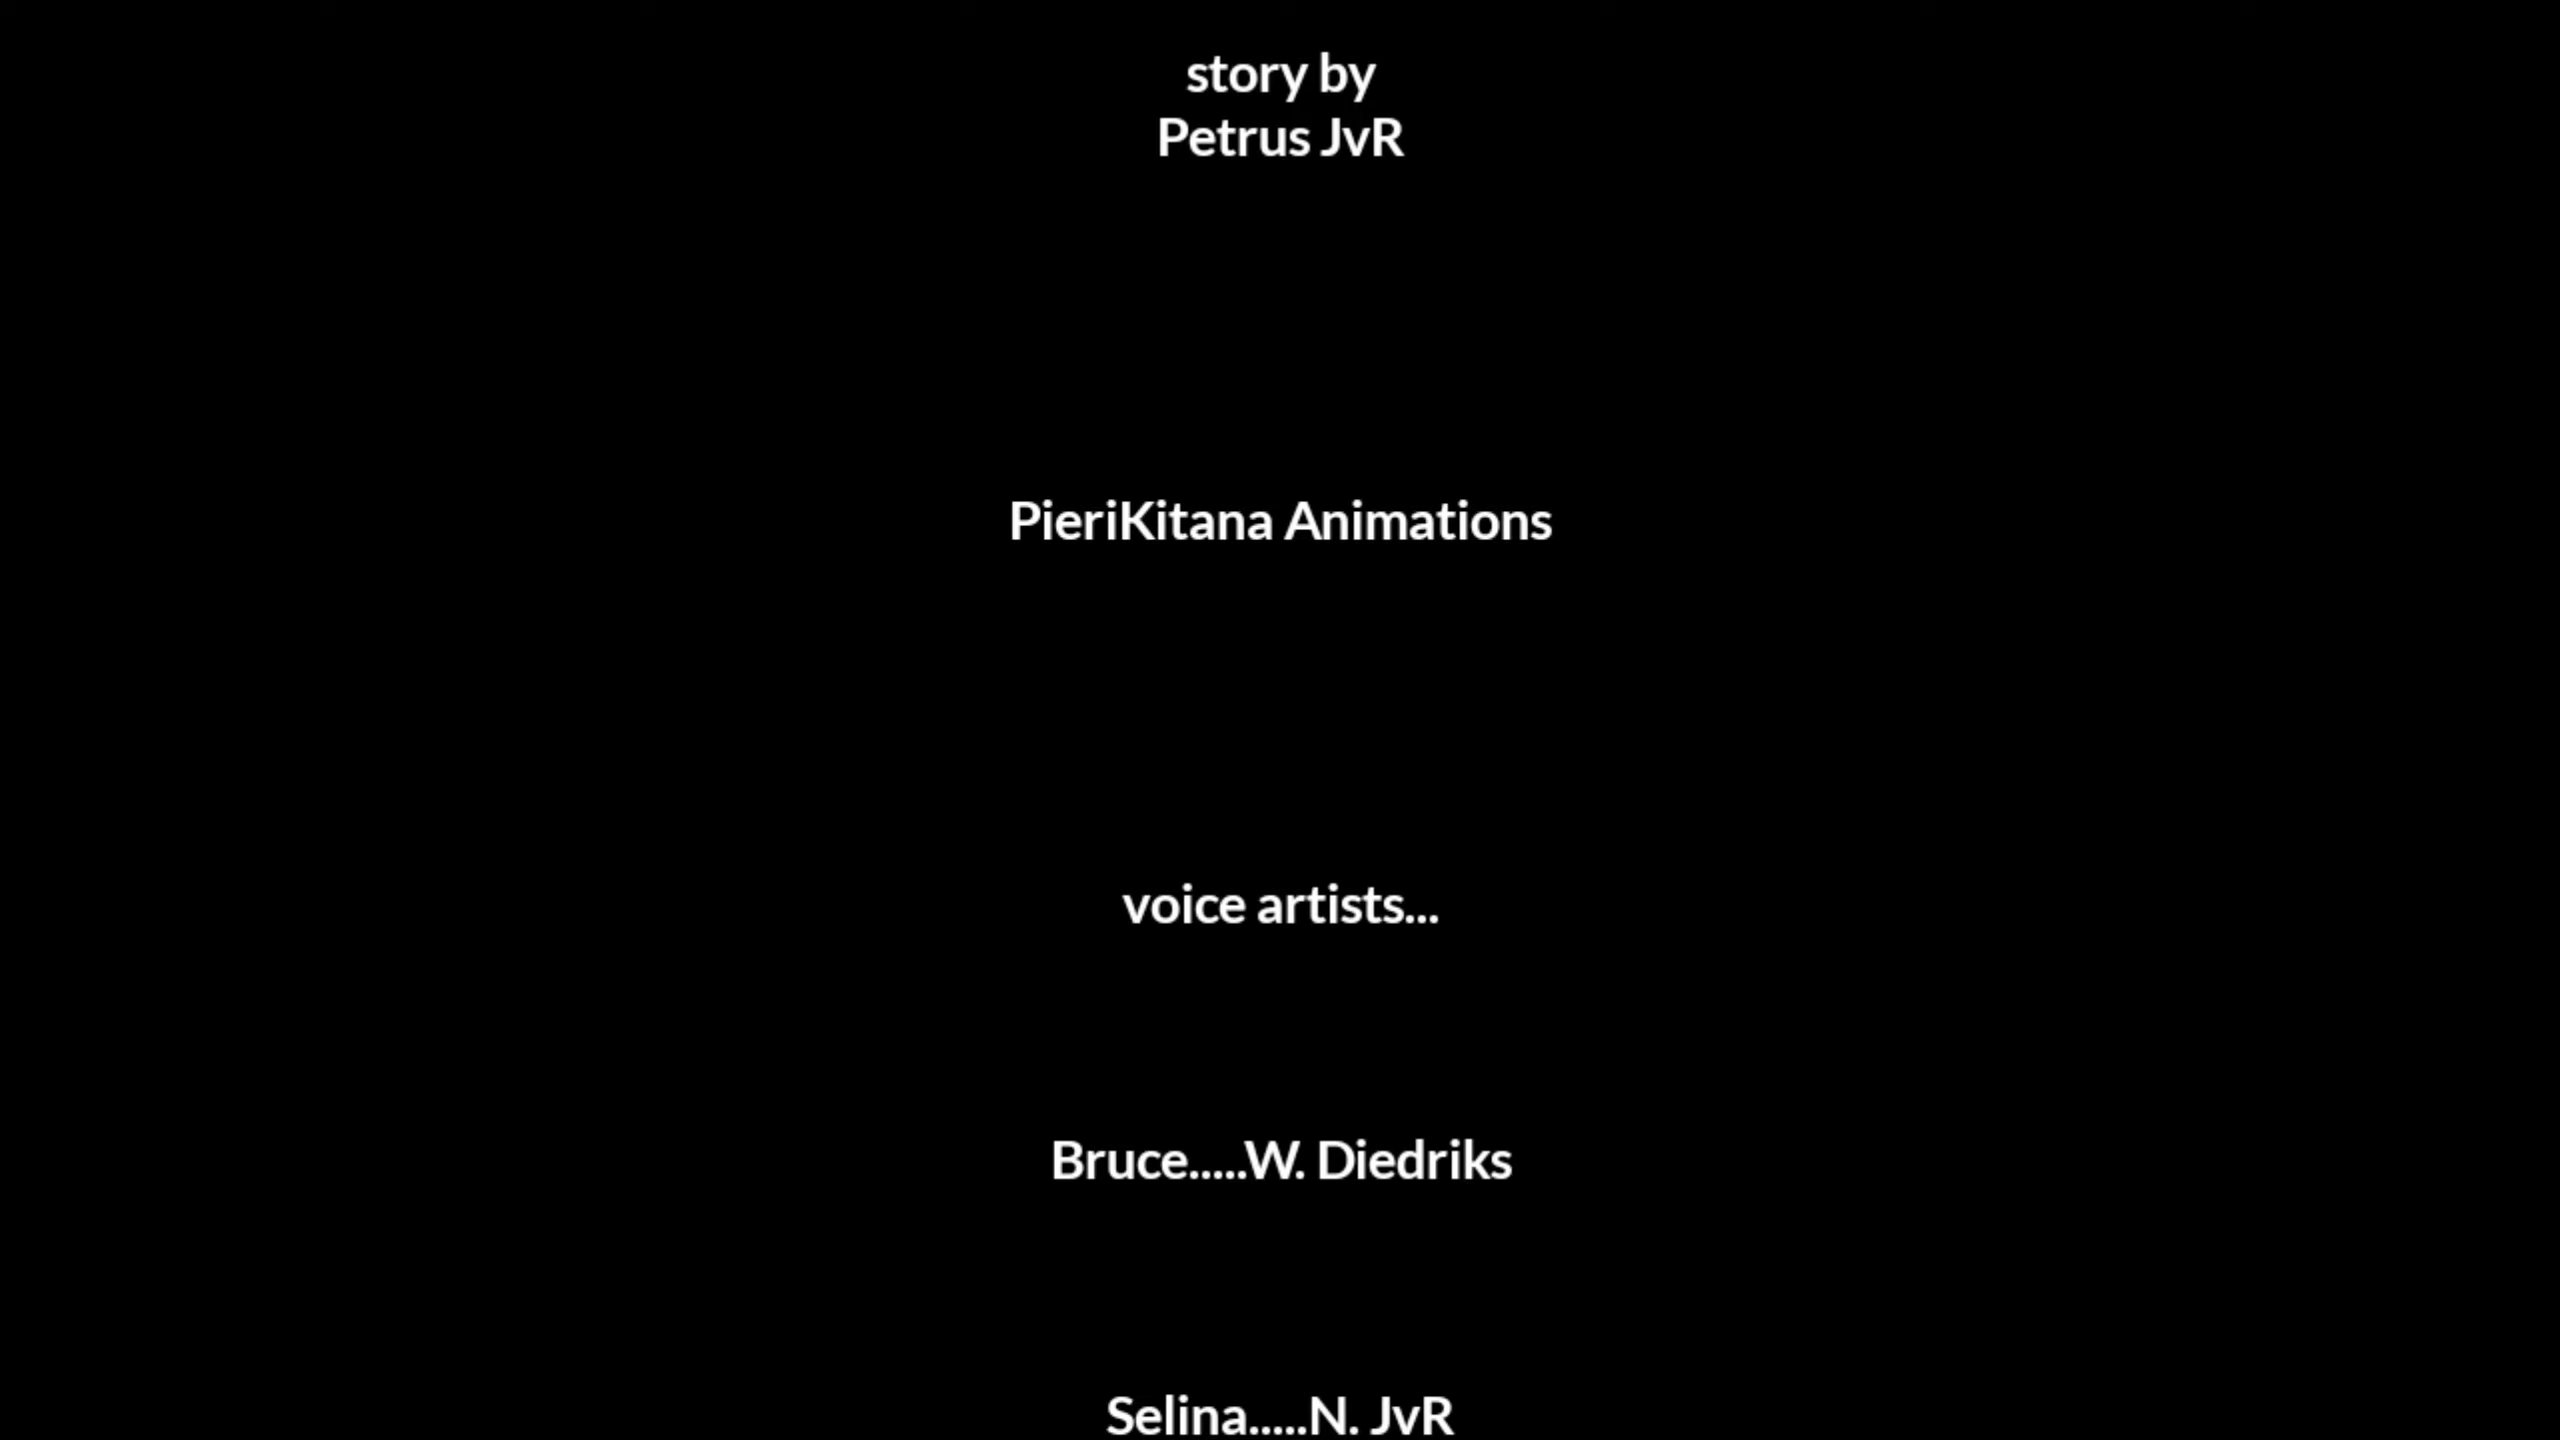 story by
Petrus JvR
PieriKitana Animations
voice artists...
Bruce.....W. Diedriks
Selina.....N. JvR